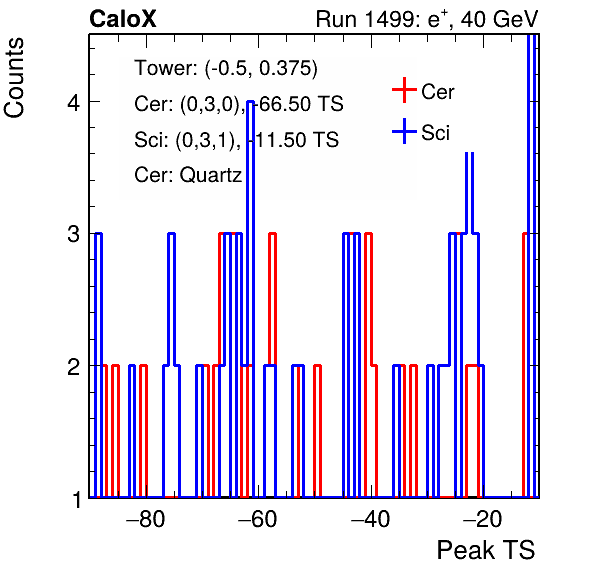 CaloX Run 1499: e+, 40 GeV
Counts
Tower: (-0.5, 0.375)
Cer: (0,3,0), -66.50 TS
Sci: (0,3,1), -11.50 TS
Cer: Quartz
Cer
Sci
4
3
2
1
−80 −60 −40 −20
Peak TS